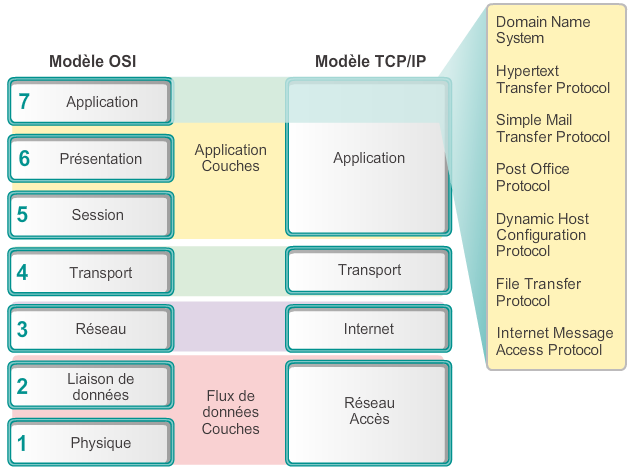 Modèle OSI
7 Application
6 Présentation
5 Session
4 Transport
3 Réseau
2 Liaison de
données
1 Physique
Application
Couches
Flux de
données
Couches
Modèle TCP/IP
Application
Transport
Internet
Réseau
Accès
Domain Name
System
Hypertext
Transfer Protocol
Simple Mail
Transfer Protocol
Post Office
Protocol
Dynamic Host
Configuration
Protocol
File Transfer
Protocol
Internet Message
Access Protocol